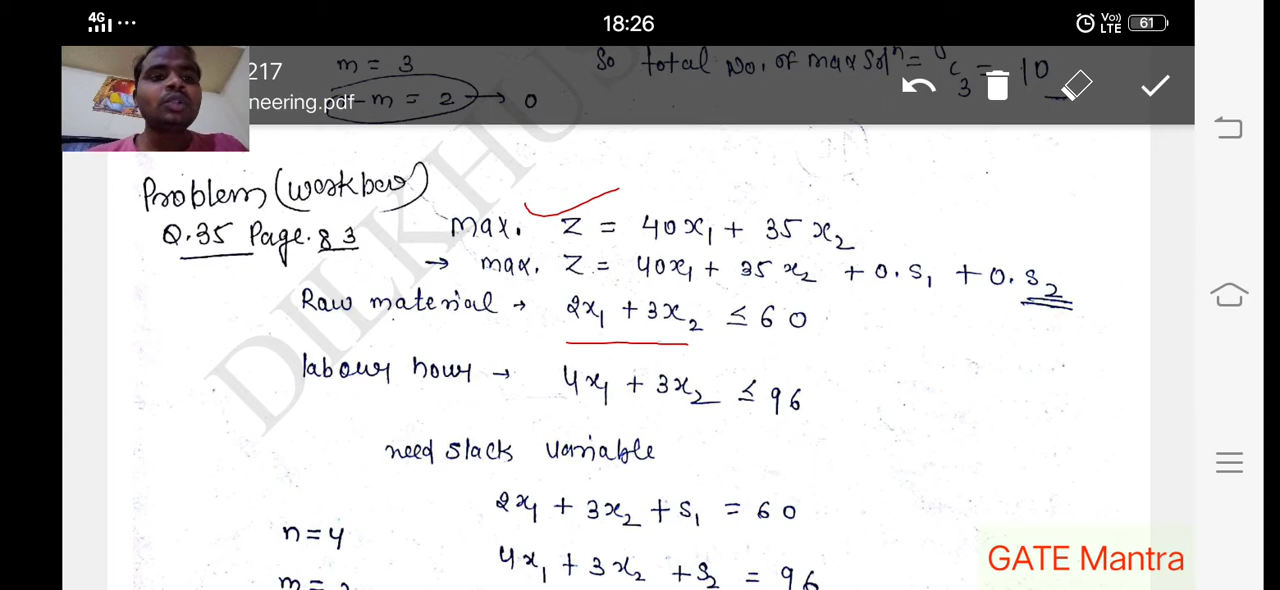 4G 18:26 Vo)) LTE 61
217 m = 3 So total No. of max Solⁿ = ⁵C₃ = 10
neering.pdf - m = 2 → 0
Problem (workbook)
Q.35 Page. 83
max. Z = 40x₁ + 35x₂
→ max. Z = 40x₁ + 35x₂ + 0.S₁ + 0.S₂
Raw material → 2x₁ + 3x₂ ≤ 60
labour hour → 4x₁ + 3x₂ ≤ 96
need slack variable
2x₁ + 3x₂ + S₁ = 60
n = 4
4x₁ + 3x₂ + S₂ = 96
DILKHUS
GATE Mantra